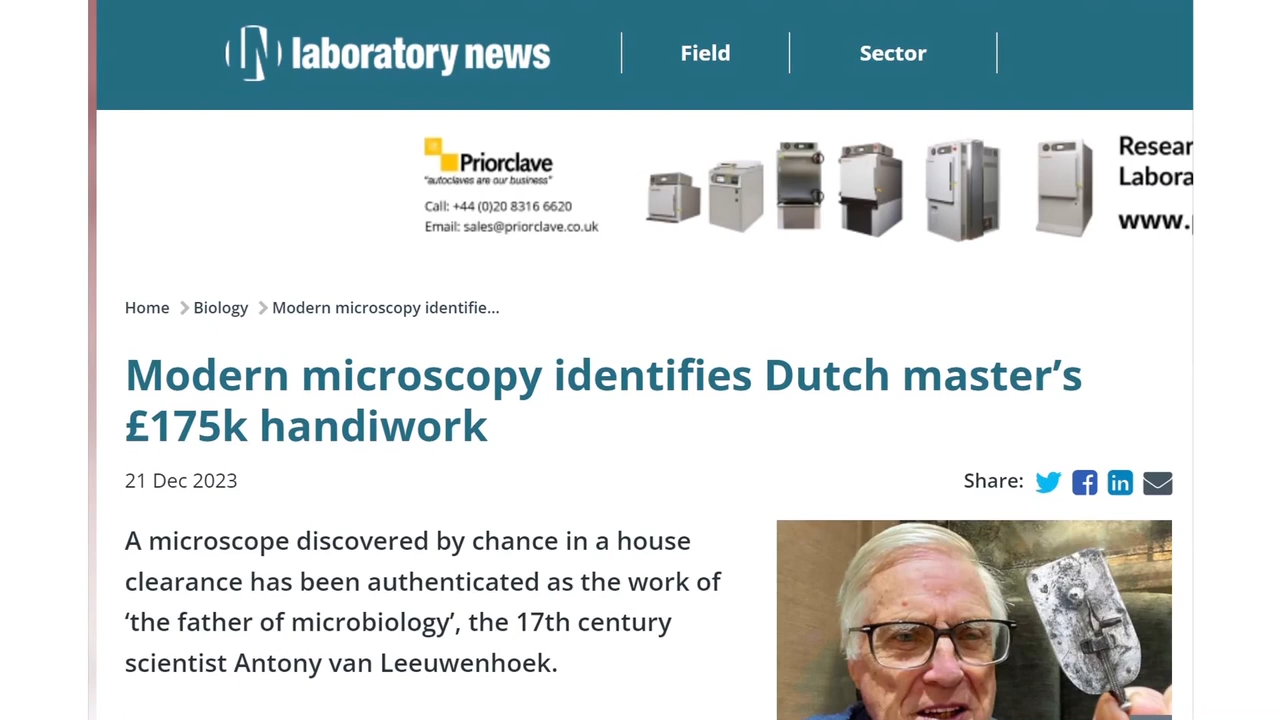 laboratory news
Field
Sector
Priorclave
"autoclaves are our business"
Call: +44 (0)20 8316 6620
Email: sales@priorclave.co.uk
Resear
Labora
www.
Home
Biology
Modern microscopy identifie...
Modern microscopy identifies Dutch master’s
£175k handiwork
21 Dec 2023
Share:
A microscope discovered by chance in a house
clearance has been authenticated as the work of
‘the father of microbiology’, the 17th century
scientist Antony van Leeuwenhoek.